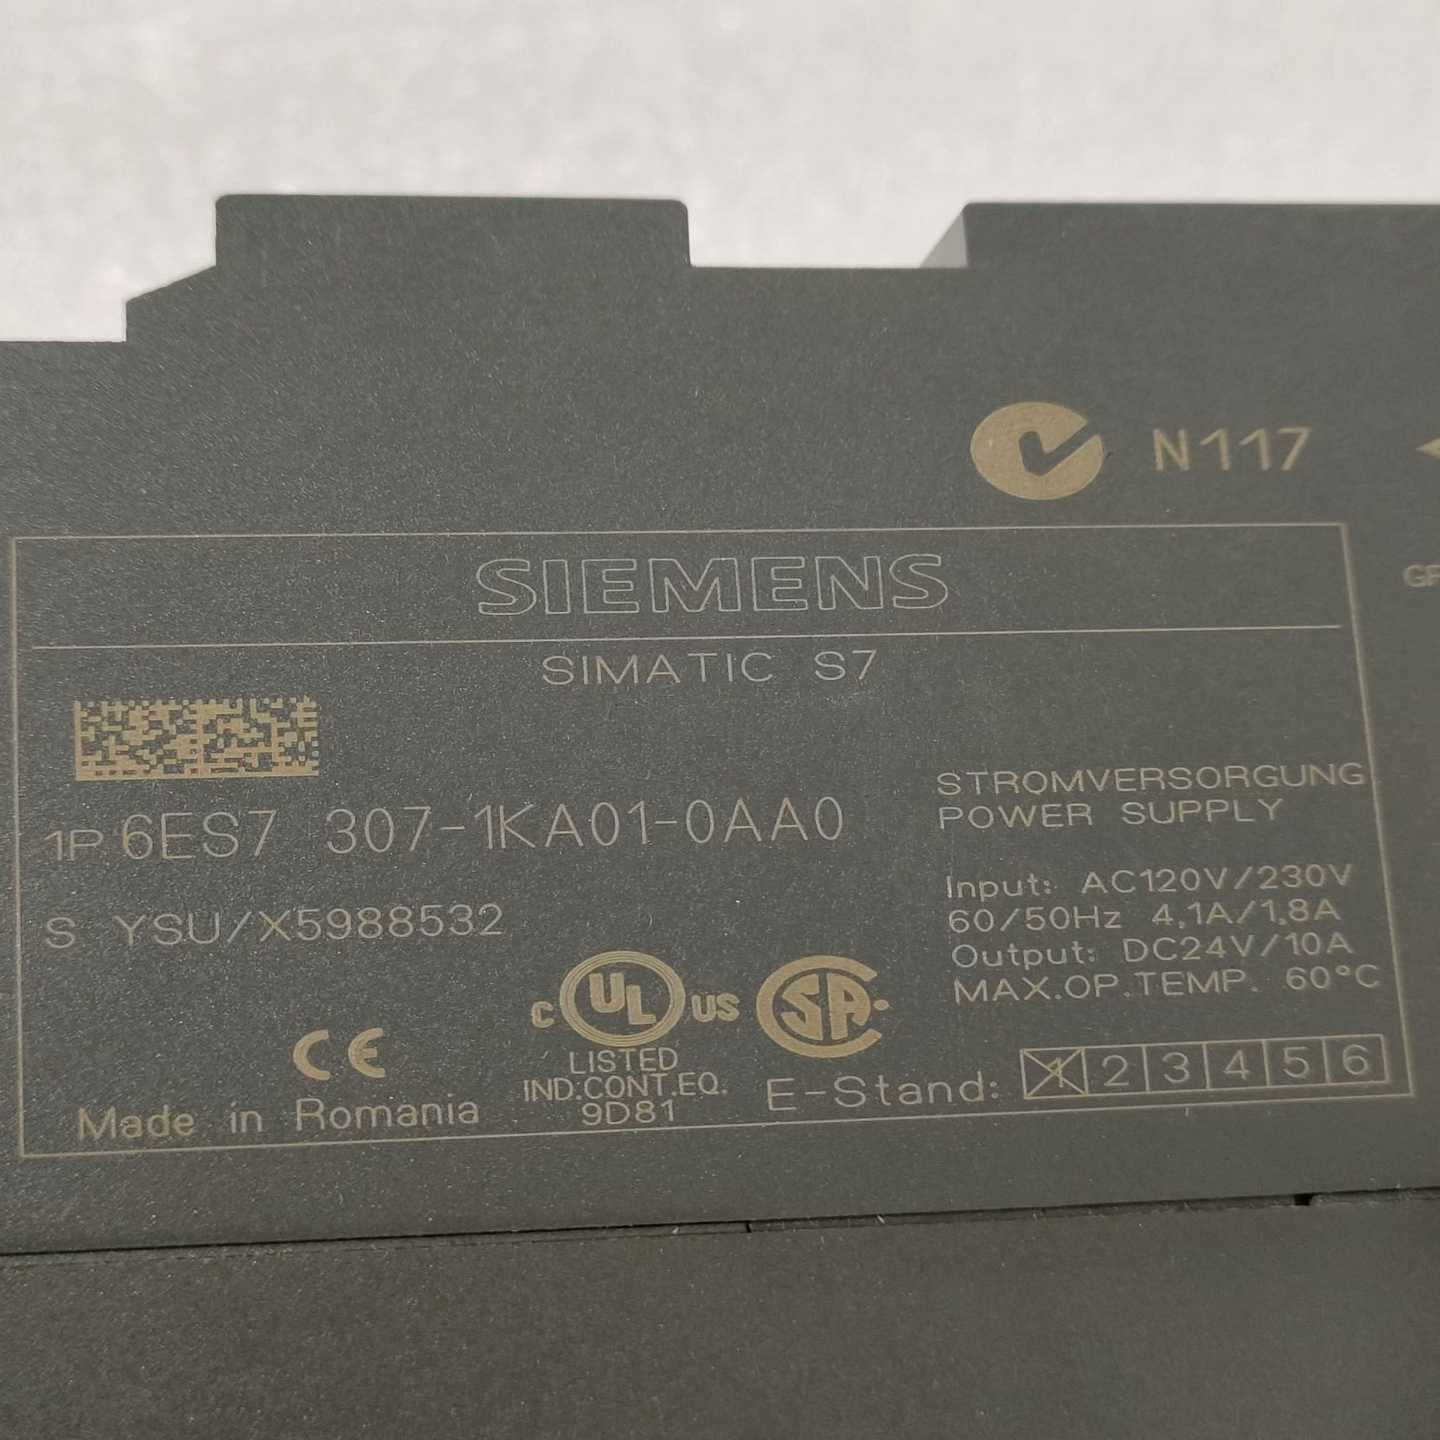 N117
SIEMENS
SIMATIC S7
1P 6ES7 307-1KA01-0AA0
S YSU/X5988532
STROMVERSORGUNG
POWER SUPPLY
Input: AC120V/230V
60/50Hz 4,1A/1,8A
Output: DC24V/10A
MAX.OP.TEMP. 60°C
CE
Made in Romania
C UL US
LISTED
IND.CONT.EQ.
9D81
SA
E-Stand: 1 2 3 4 5 6